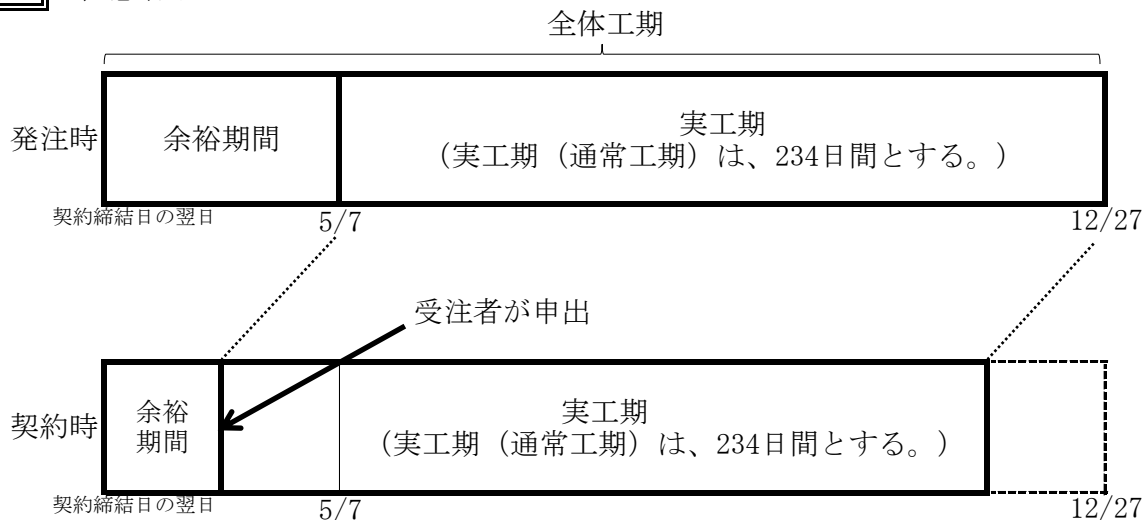 全体工期
発注時
余裕期間
実工期
(実工期(通常工期)は、234日間とする。)
契約締結日の翌日
5/7
12/27
受注者が申出
契約時
余裕
期間
実工期
(実工期(通常工期)は、234日間とする。)
契約締結日の翌日
5/7
12/27